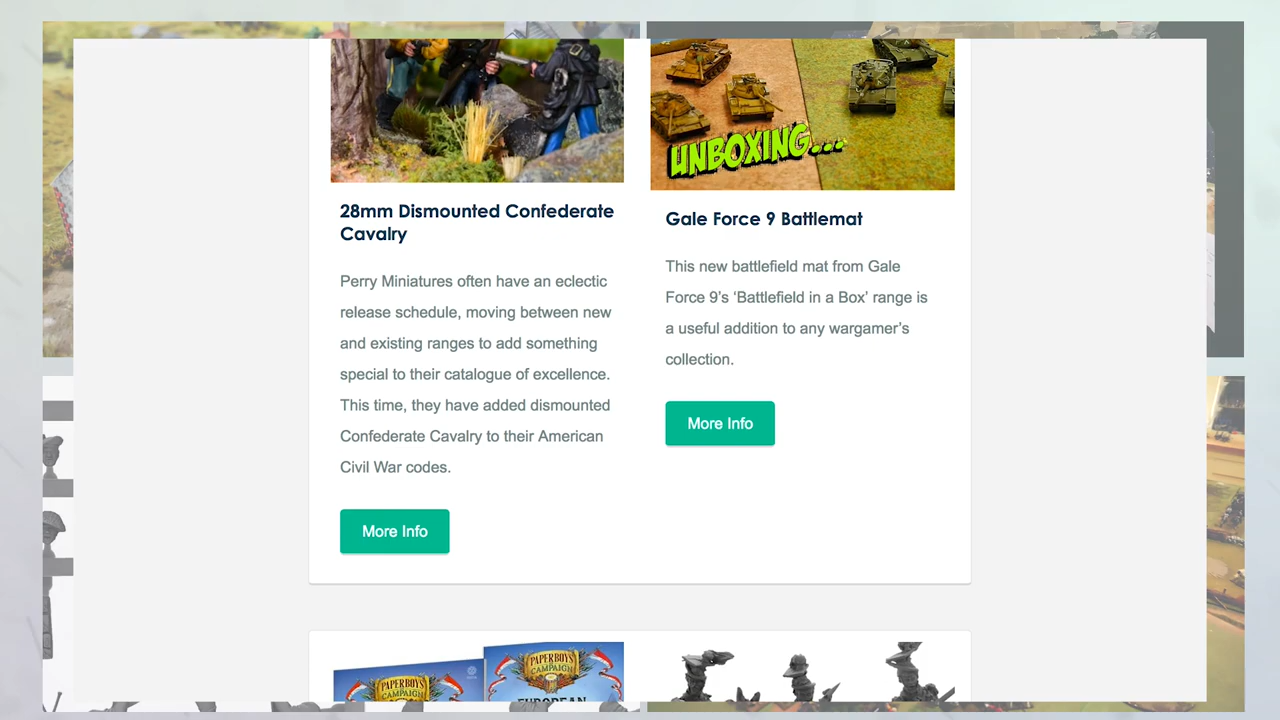 UNBOXING...
28mm Dismounted Confederate
Cavalry
Perry Miniatures often have an eclectic
release schedule, moving between new
and existing ranges to add something
special to their catalogue of excellence.
This time, they have added dismounted
Confederate Cavalry to their American
Civil War codes.
More Info
Gale Force 9 Battlemat
This new battlefield mat from Gale
Force 9’s ‘Battlefield in a Box’ range is
a useful addition to any wargamer’s
collection.
More Info
PAPERBOYS
CAMPAIGN
PAPERBOYS
CAMPAIGN
EUROPEAN